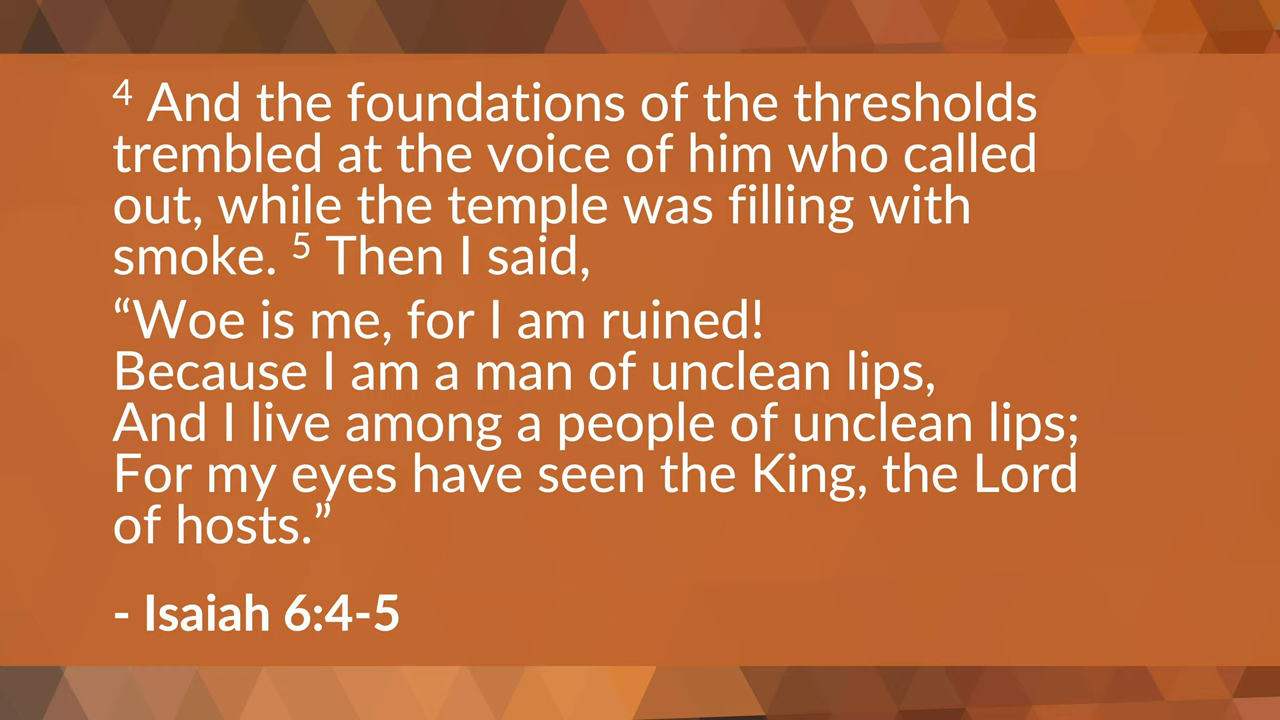 ⁴ And the foundations of the thresholds
trembled at the voice of him who called
out, while the temple was filling with
smoke. ⁵ Then I said,
“Woe is me, for I am ruined!
Because I am a man of unclean lips,
And I live among a people of unclean lips;
For my eyes have seen the King, the Lord
of hosts.”
- Isaiah 6:4-5